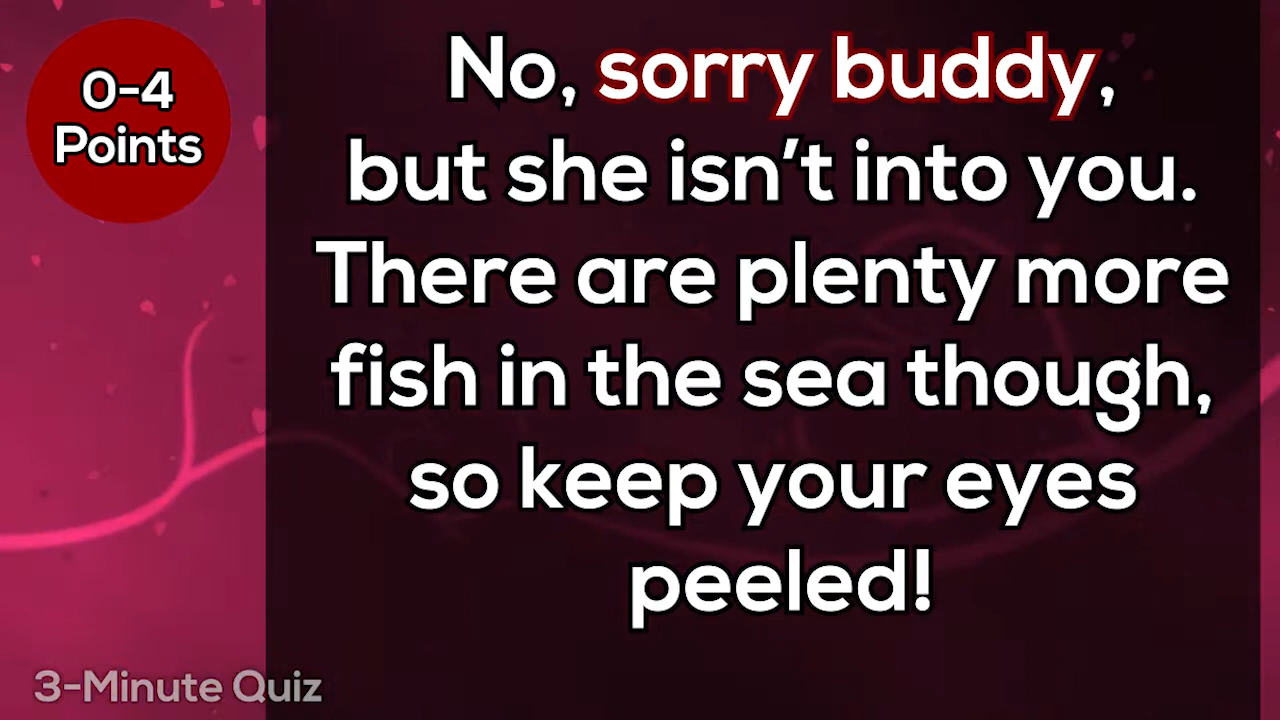 0-4
Points
No, sorry buddy,
but she isn’t into you.
There are plenty more
fish in the sea though,
so keep your eyes
peeled!
3-Minute Quiz